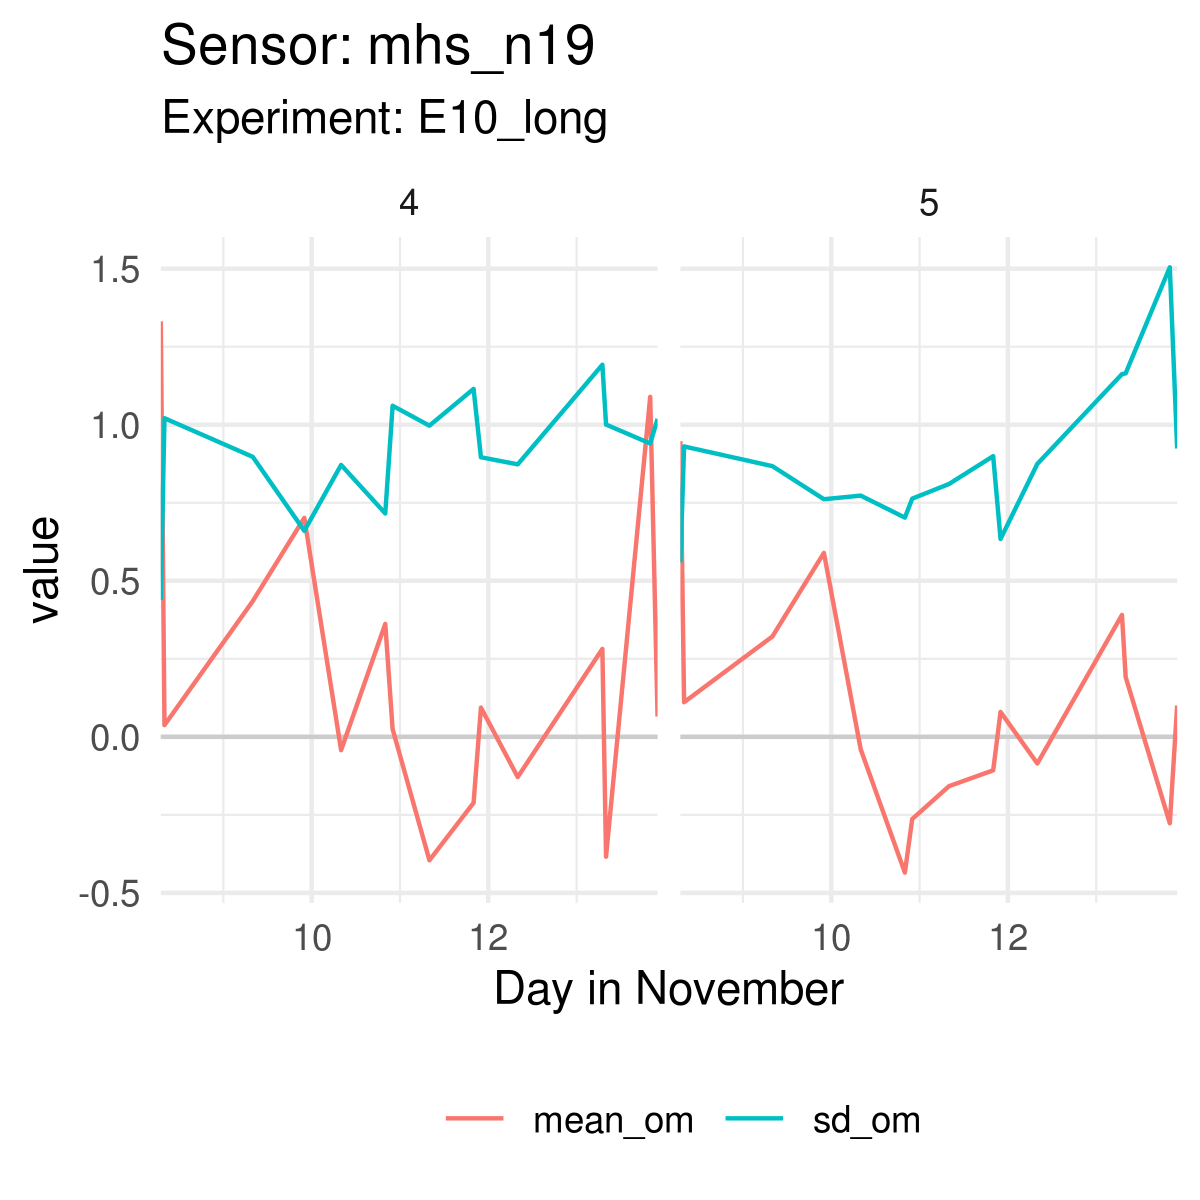 Sensor: mhs_n19
Experiment: E10_long
4 5
1.5
1.0
0.5
0.0
-0.5
value
10 12 10 12
Day in November
mean_om sd_om